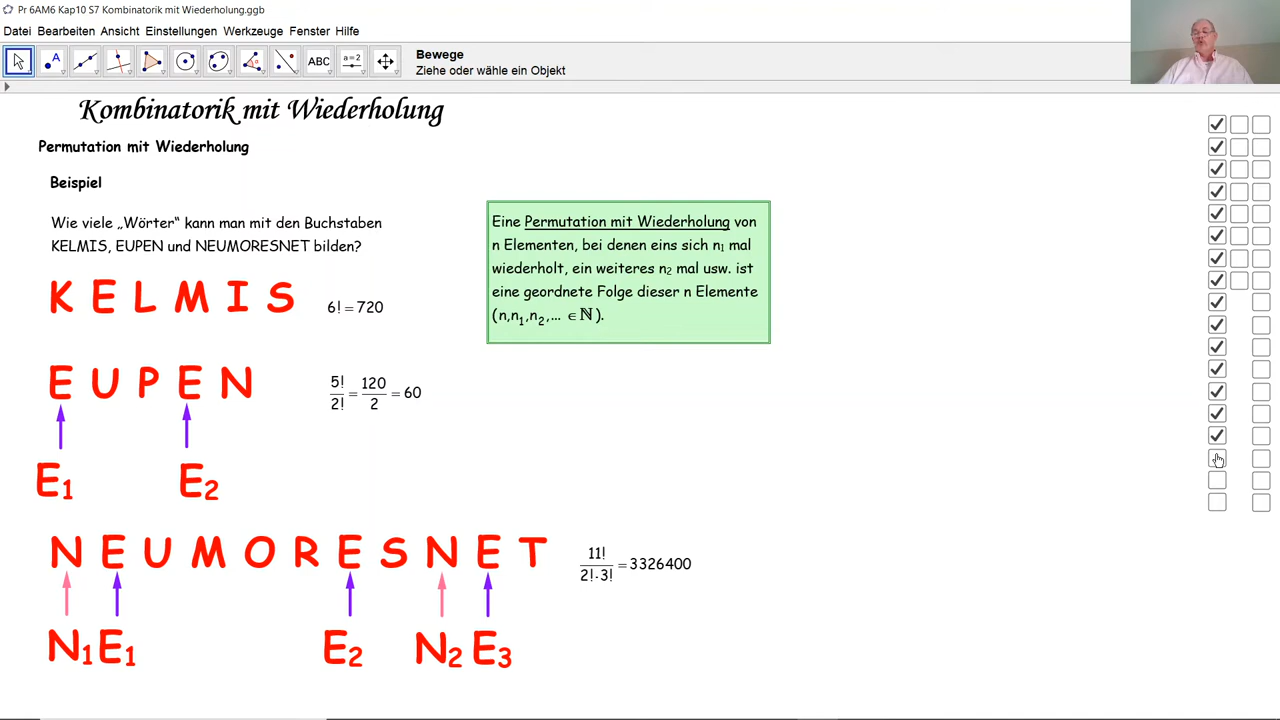 Pr 6AM6 Kap10 S7 Kombinatorik mit Wiederholung.ggb
Datei Bearbeiten Ansicht Einstellungen Werkzeuge Fenster Hilfe
A
ABC
a=2
Bewege
Ziehe oder wähle ein Objekt
Kombinatorik mit Wiederholung
Permutation mit Wiederholung
Beispiel
Wie viele „Wörter“ kann man mit den Buchstaben
KELMIS, EUPEN und NEUMORESNET bilden?
Eine Permutation mit Wiederholung von
n Elementen, bei denen eins sich n₁ mal
wiederholt, ein weiteres n₂ mal usw. ist
eine geordnete Folge dieser n Elemente
(n,n₁,n₂,… ∈ ℕ ).
K E L M I S 6! = 720
E U P E N 5!/2! = 120/2 = 60
E₁ E₂
N E U M O R E S N E T 11!/(2!·3!) = 3326400
N₁ E₁ E₂ N₂ E₃